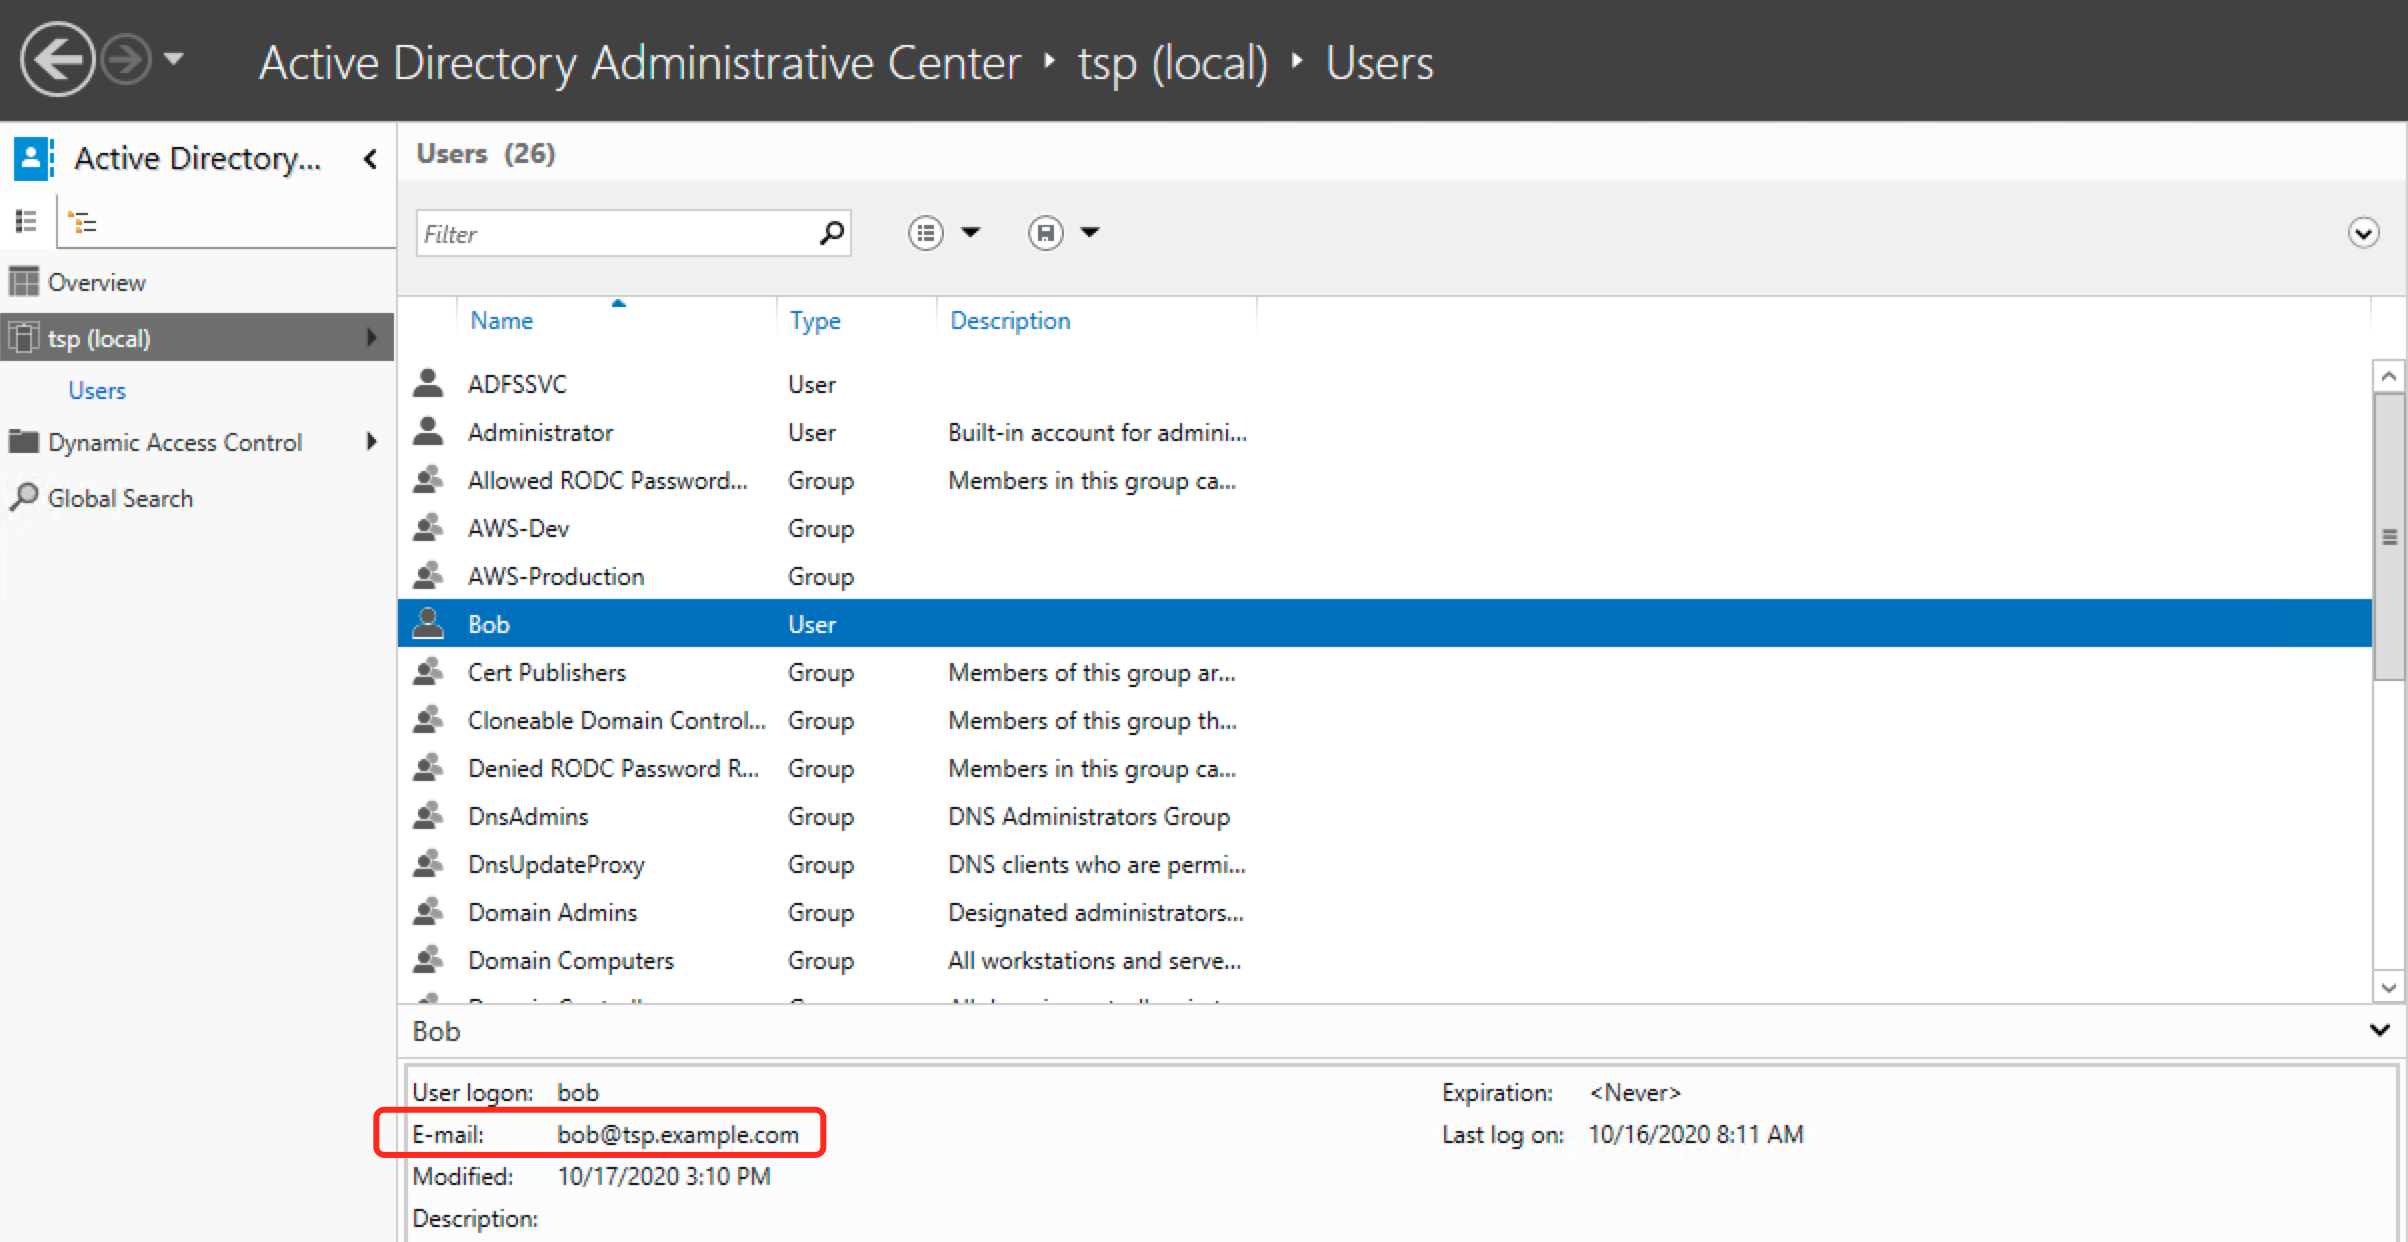 Active Directory Administrative Center ‣ tsp (local) ‣ Users
Active Directory...
Overview
tsp (local)
Users
Dynamic Access Control
Global Search
Users (26)
Filter
Name Type Description
ADFSSVC User
Administrator User Built-in account for admini...
Allowed RODC Password... Group Members in this group ca...
AWS-Dev Group
AWS-Production Group
Bob User
Cert Publishers Group Members of this group ar...
Cloneable Domain Control... Group Members of this group th...
Denied RODC Password R... Group Members in this group ca...
DnsAdmins Group DNS Administrators Group
DnsUpdateProxy Group DNS clients who are permi...
Domain Admins Group Designated administrators...
Domain Computers Group All workstations and serve...
Bob
User logon: bob Expiration: <Never>
E-mail: bob@tsp.example.com Last log on: 10/16/2020 8:11 AM
Modified: 10/17/2020 3:10 PM
Description: